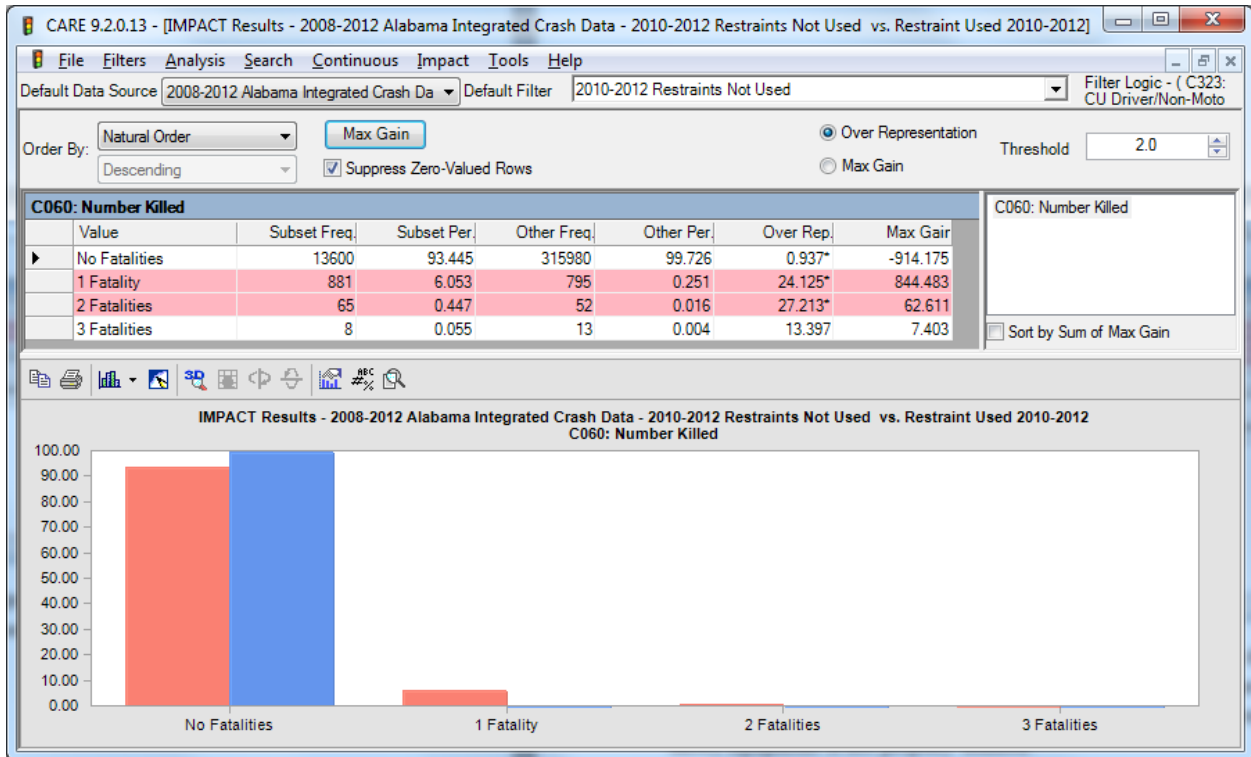 CARE 9.2.0.13 - [IMPACT Results - 2008-2012 Alabama Integrated Crash Data - 2010-2012 Restraints Not Used vs. Restraint Used 2010-2012]
File Filters Analysis Search Continuous Impact Tools Help
Default Data Source 2008-2012 Alabama Integrated Crash Da Default Filter 2010-2012 Restraints Not Used Filter Logic - ( C323:
CU Driver/Non-Moto
Order By: Natural Order Max Gain Over Representation Threshold 2.0
Descending Suppress Zero-Valued Rows Max Gain
C060: Number Killed C060: Number Killed
Value Subset Freq. Subset Per. Other Freq. Other Per. Over Rep. Max Gair
No Fatalities 13600 93.445 315980 99.726 0.937* -914.175
1 Fatality 881 6.053 795 0.251 24.125* 844.483
2 Fatalities 65 0.447 52 0.016 27.213* 62.611
3 Fatalities 8 0.055 13 0.004 13.397 7.403
Sort by Sum of Max Gain
3D ABC #%
IMPACT Results - 2008-2012 Alabama Integrated Crash Data - 2010-2012 Restraints Not Used vs. Restraint Used 2010-2012
C060: Number Killed
100.00
90.00
80.00
70.00
60.00
50.00
40.00
30.00
20.00
10.00
0.00
No Fatalities 1 Fatality 2 Fatalities 3 Fatalities